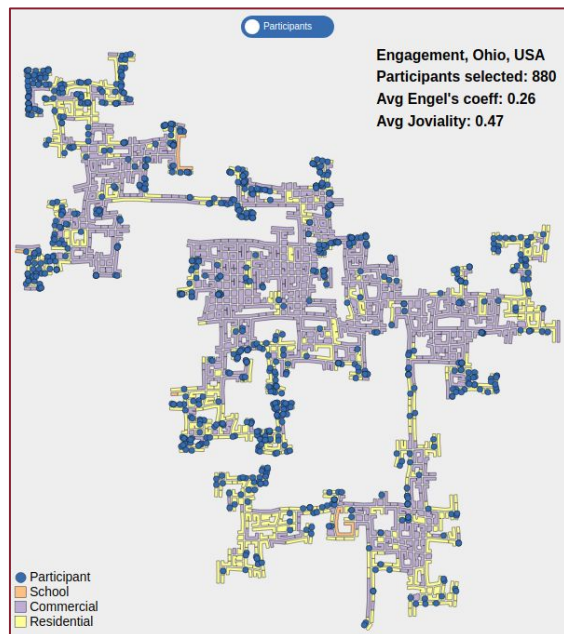 Participants
Engagement, Ohio, USA
Participants selected: 880
Avg Engel's coeff: 0.26
Avg Joviality: 0.47
Participant
School
Commercial
Residential